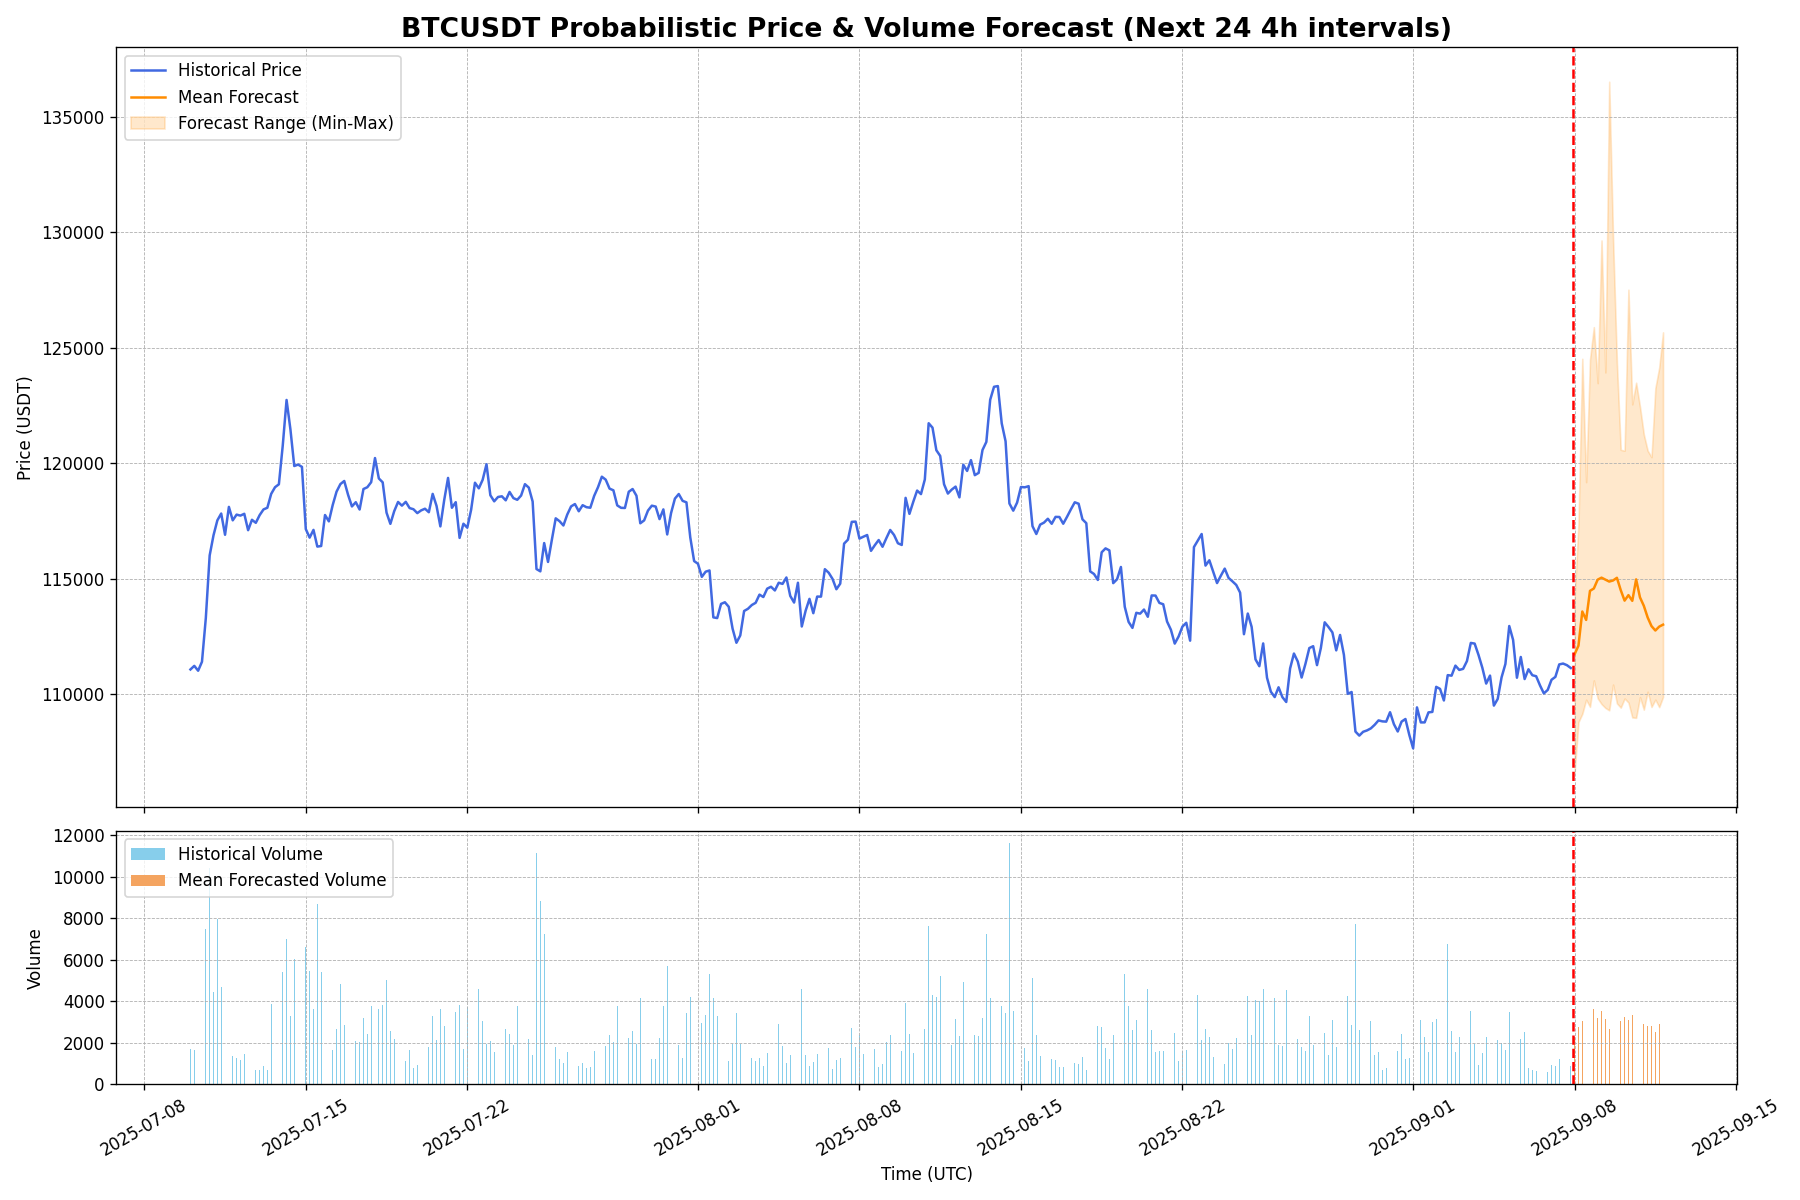 BTCUSDT Probabilistic Price & Volume Forecast (Next 24 4h intervals)
Historical Price
Mean Forecast
Forecast Range (Min-Max)
Price (USDT)
135000
130000
125000
120000
115000
110000
Historical Volume
Mean Forecasted Volume
Volume
12000
10000
8000
6000
4000
2000
0
2025-07-08
2025-07-15
2025-07-22
2025-08-01
2025-08-08
2025-08-15
2025-08-22
2025-09-01
2025-09-08
2025-09-15
Time (UTC)